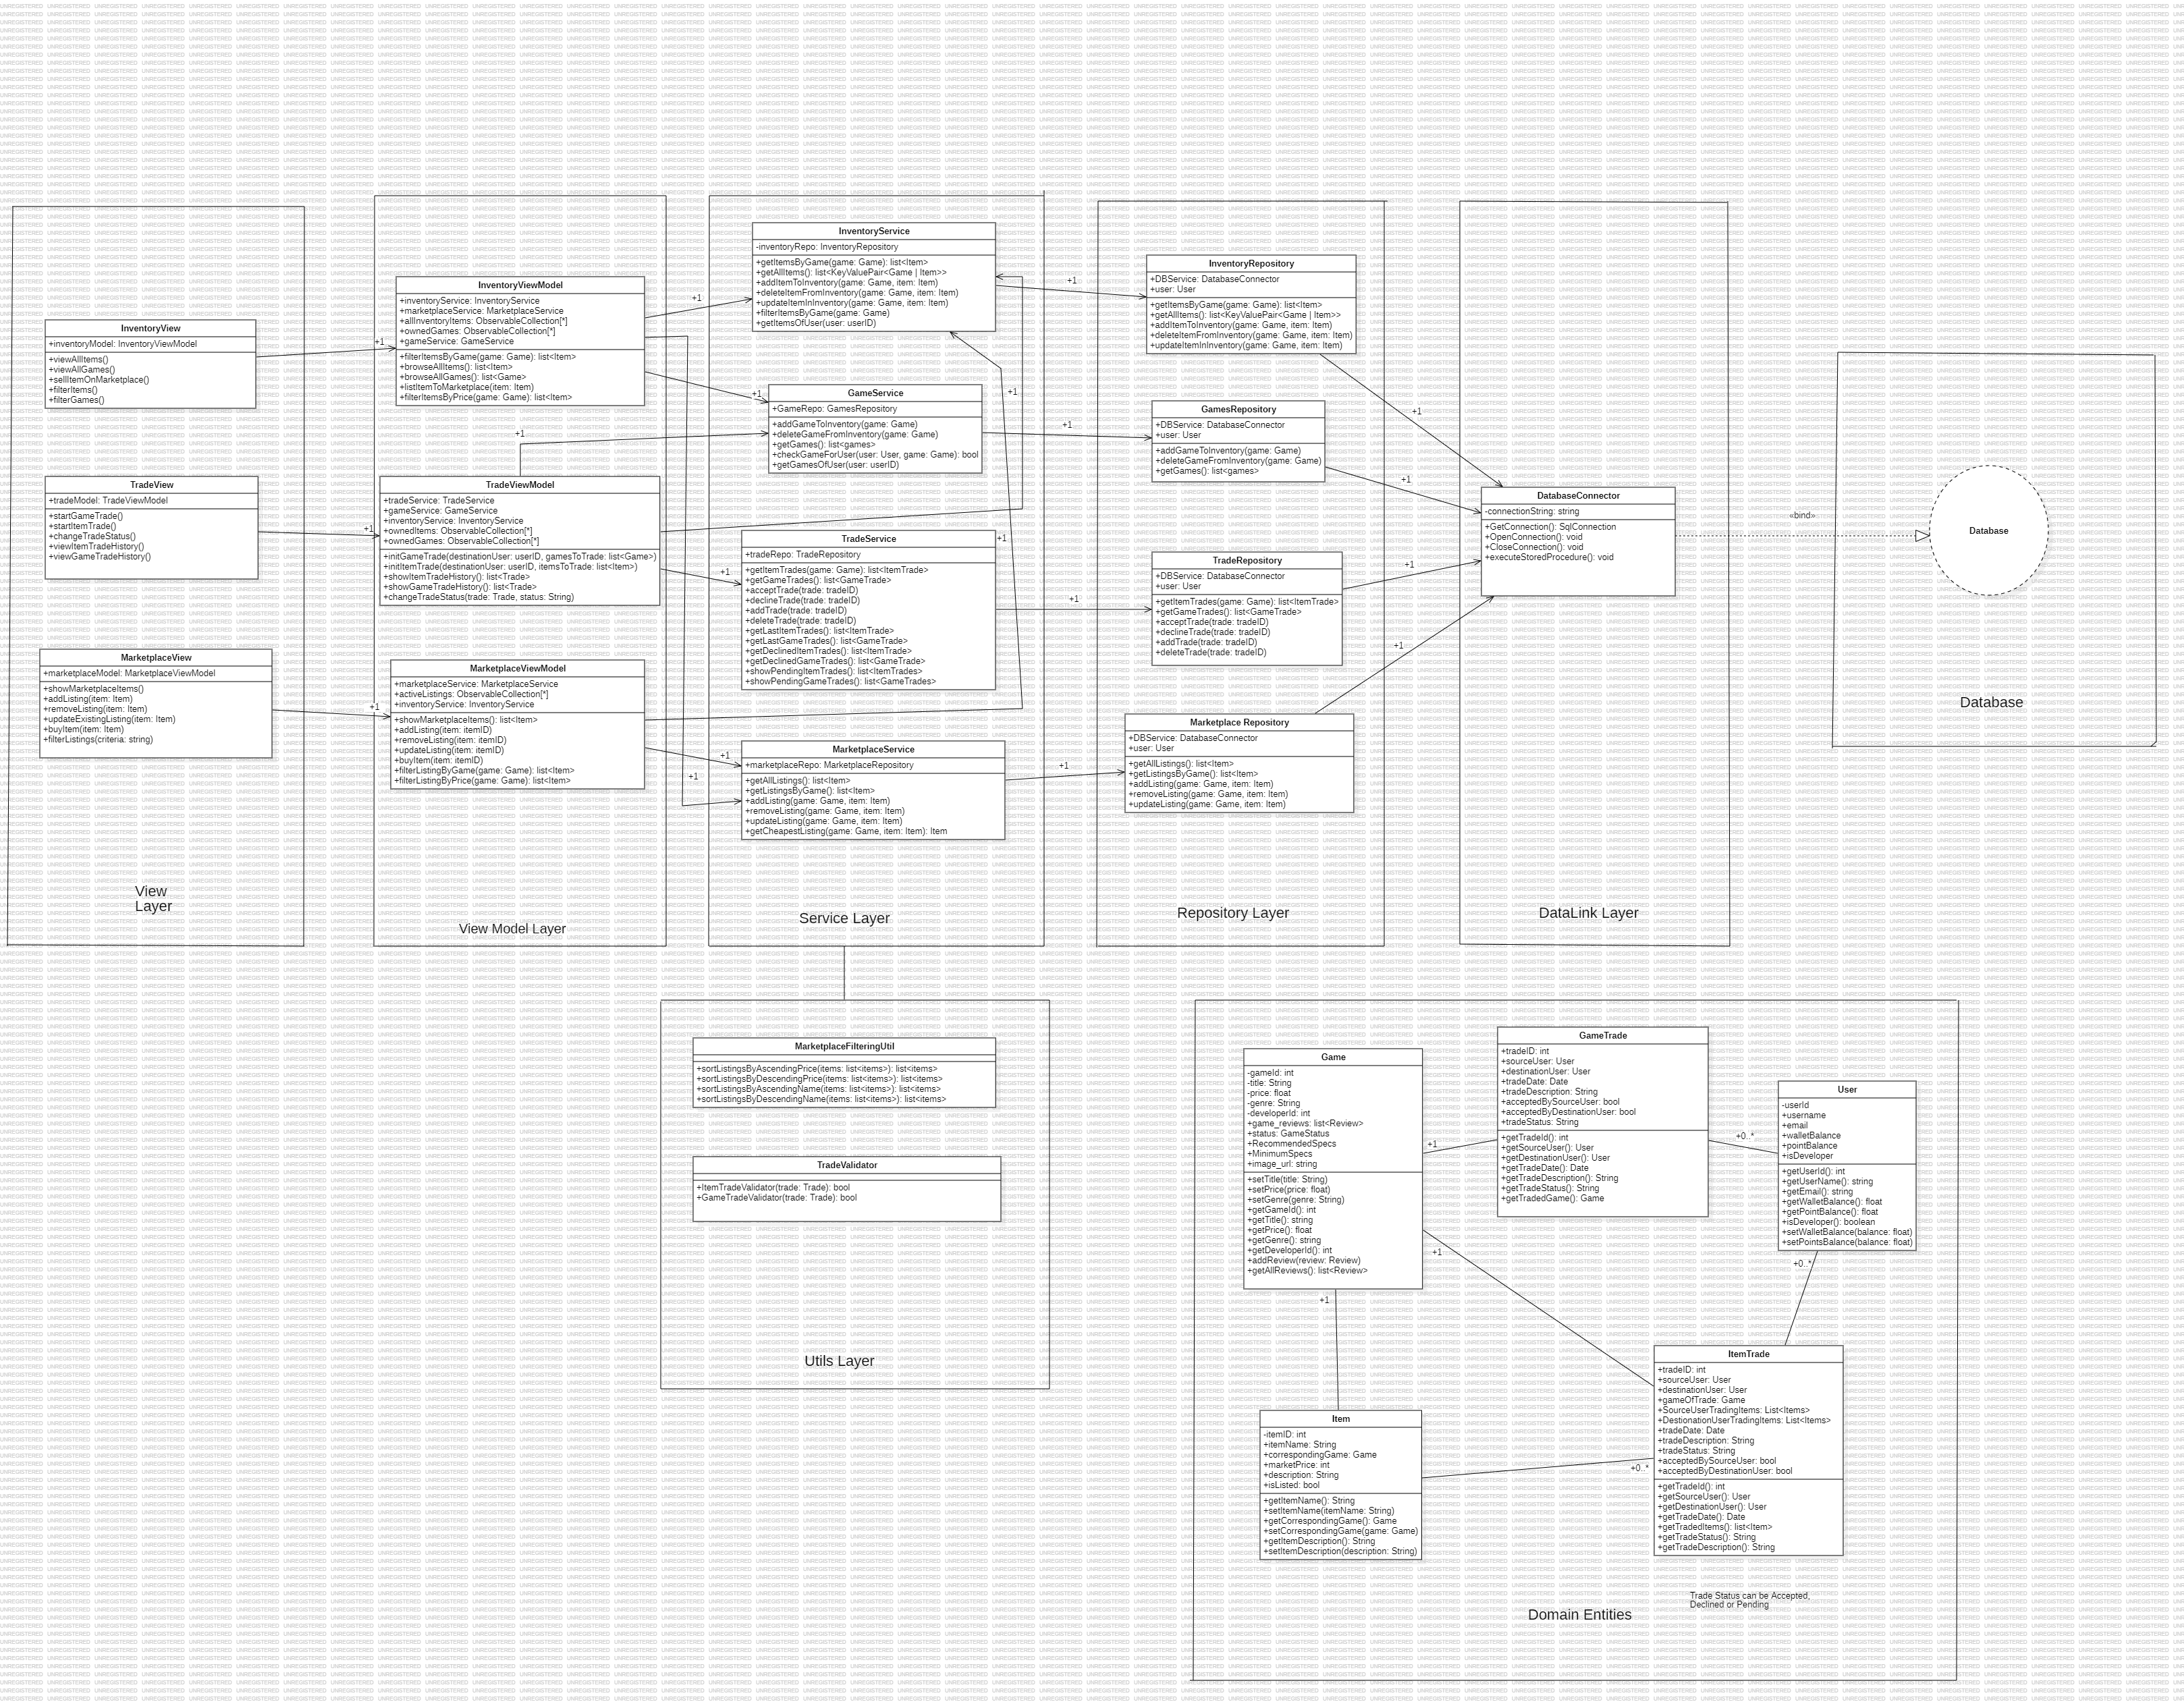 InventoryView
+inventoryModel: InventoryViewModel
+viewAllItems()
+viewAllGames()
+sellItemOnMarketplace()
+filterItems()
+filterGames()
+1
TradeView
+tradeModel: TradeViewModel
+startGameTrade()
+startItemTrade()
+changeTradeStatus()
+viewItemTradeHistory()
+viewGameTradeHistory()
+1
MarketplaceView
+marketplaceModel: MarketplaceViewModel
+showMarketplaceItems()
+addListing(item: Item)
+removeListing(item: Item)
+updateExistingListing(item: Item)
+buyItem(item: Item)
+filterListings(criteria: string)
+1
View
Layer
InventoryViewModel
+inventoryService: InventoryService
+marketplaceService: MarketplaceService
+allInventoryItems: ObservableCollection[*]
+ownedGames: ObservableCollection[*]
+gameService: GameService
+filterItemsByGame(game: Game): list<Item>
+browseAllItems(): list<Item>
+browseAllGames(): list<Game>
+listItemToMarketplace(item: Item)
+filterItemsByPrice(game: Game): list<Item>
+1
+1
+1
TradeViewModel
+tradeService: TradeService
+gameService: GameService
+inventoryService: InventoryService
+ownedItems: ObservableCollection[*]
+ownedGames: ObservableCollection[*]
+initGameTrade(destinationUser: userID, gamesToTrade: list<Game>)
+initItemTrade(destinationUser: userID, itemsToTrade: list<Item>)
+showItemTradeHistory(): list<Trade>
+showGameTradeHistory(): list<Trade>
+changeTradeStatus(trade: Trade, status: String)
+1
MarketplaceViewModel
+marketplaceService: MarketplaceService
+activeListings: ObservableCollection[*]
+inventoryService: InventoryService
+showMarketplaceItems(): list<Item>
+addListing(item: itemID)
+removeListing(item: itemID)
+updateListing(item: itemID)
+buyItem(item: itemID)
+filterListingByGame(game: Game): list<Item>
+filterListingByPrice(game: Game): list<Item>
+1
+1
View Model Layer
InventoryService
-inventoryRepo: InventoryRepository
+getItemsByGame(game: Game): list<Item>
+getAllItems(): list<KeyValuePair<Game | Item>>
+addItemToInventory(game: Game, item: Item)
+deleteItemFromInventory(game: Game, item: Item)
+updateItemInInventory(game: Game, item: Item)
+filterItemsByGame(game: Game)
+getItemsOfUser(user: userID)
+1
GameService
+GameRepo: GamesRepository
+addGameToInventory(game: Game)
+deleteGameFromInventory(game: Game)
+getGames(): list<games>
+checkGameForUser(user: User, game: Game): bool
+getGamesOfUser(user: userID)
+1
+1
TradeService
+tradeRepo: TradeRepository
+getItemTrades(game: Game): list<ItemTrade>
+getGameTrades(): list<GameTrade>
+acceptTrade(trade: tradeID)
+declineTrade(trade: tradeID)
+addTrade(trade: tradeID)
+deleteTrade(trade: tradeID)
+getLastItemTrades(): list<ItemTrade>
+getLastGameTrades(): list<GameTrade>
+getDeclinedItemTrades(): list<ItemTrade>
+getDeclinedGameTrades(): list<GameTrade>
+showPendingItemTrades(): list<ItemTrades>
+showPendingGameTrades(): list<GameTrades>
+1
+1
MarketplaceService
+marketplaceRepo: MarketplaceRepository
+getAllListings(): list<Item>
+getListingsByGame(): list<Item>
+addListing(game: Game, item: Item)
+removeListing(game: Game, item: Item)
+updateListing(game: Game, item: Item)
+getCheapestListing(game: Game, item: Item): Item
+1
Service Layer
InventoryRepository
+DBService: DatabaseConnector
+user: User
+getItemsByGame(game: Game): list<Item>
+getAllItems(): list<KeyValuePair<Game | Item>>
+addItemToInventory(game: Game, item: Item)
+deleteItemFromInventory(game: Game, item: Item)
+updateItemInInventory(game: Game, item: Item)
+1
GamesRepository
+DBService: DatabaseConnector
+user: User
+addGameToInventory(game: Game)
+deleteGameFromInventory(game: Game)
+getGames(): list<games>
+1
TradeRepository
+DBService: DatabaseConnector
+user: User
+getItemTrades(game: Game): list<ItemTrade>
+getGameTrades(): list<GameTrade>
+acceptTrade(trade: tradeID)
+declineTrade(trade: tradeID)
+addTrade(trade: tradeID)
+deleteTrade(trade: tradeID)
+1
+1
Marketplace Repository
+DBService: DatabaseConnector
+user: User
+getAllListings(): list<Item>
+getListingsByGame(): list<Item>
+addListing(game: Game, item: Item)
+removeListing(game: Game, item: Item)
+updateListing(game: Game, item: Item)
Repository Layer
DatabaseConnector
-connectionString: string
+GetConnection(): SqlConnection
+OpenConnection(): void
+CloseConnection(): void
+executeStoredProcedure(): void
DataLink Layer
«bind»
Database
Database
MarketplaceFilteringUtil
+sortListingsByAscendingPrice(items: list<items>): list<items>
+sortListingsByDescendingPrice(items: list<items>): list<items>
+sortListingsByAscendingName(items: list<items>): list<items>
+sortListingsByDescendingName(items: list<items>): list<items>
TradeValidator
+ItemTradeValidator(trade: Trade): bool
+GameTradeValidator(trade: Trade): bool
Utils Layer
Game
-gameId: int
-title: String
-price: float
-genre: String
-developerId: int
+game_reviews: list<Review>
+status: GameStatus
+RecommendedSpecs
+MinimumSpecs
+image_url: string
+setTitle(title: String)
+setPrice(price: float)
+setGenre(genre: String)
+getGameId(): int
+getTitle(): string
+getPrice(): float
+getGenre(): string
+getDeveloperId(): int
+addReview(review: Review)
+getAllReviews(): list<Review>
+1
+1
+1
GameTrade
+tradeID: int
+sourceUser: User
+destinationUser: User
+tradeDate: Date
+tradeDescription: String
+acceptedBySourceUser: bool
+acceptedByDestinationUser: bool
+tradeStatus: String
+getTradeId(): int
+getSourceUser(): User
+getDestinationUser(): User
+getTradeDate(): Date
+getTradeDescription(): String
+getTradeStatus(): String
+getTradedGame(): Game
+0..*
User
-userId
+username
+email
+walletBalance
+pointBalance
+isDeveloper
+getUserId(): int
+getUserName(): string
+getEmail(): string
+getWalletBalance(): float
+getPointBalance(): float
+isDeveloper(): boolean
+setWalletBalance(balance: float)
+setPointsBalance(balance: float)
+0..*
Item
-itemID: int
+itemName: String
+correspondingGame: Game
+marketPrice: int
+description: String
+isListed: bool
+getItemName(): String
+setItemName(itemName: String)
+getCorrespondingGame(): Game
+setCorrespondingGame(game: Game)
+getItemDescription(): String
+setItemDescription(description: String)
+0..*
ItemTrade
+tradeID: int
+sourceUser: User
+destinationUser: User
+gameOfTrade: Game
+SourceUserTradingItems: List<Items>
+DestionationUserTradingItems: List<Items>
+tradeDate: Date
+tradeDescription: String
+tradeStatus: String
+acceptedBySourceUser: bool
+acceptedByDestinationUser: bool
+getTradeId(): int
+getSourceUser(): User
+getDestinationUser(): User
+getTradeDate(): Date
+getTradedItems(): list<Item>
+getTradeStatus(): String
+getTradeDescription(): String
Trade Status can be Accepted,
Declined or Pending
Domain Entities
UNREGISTERED